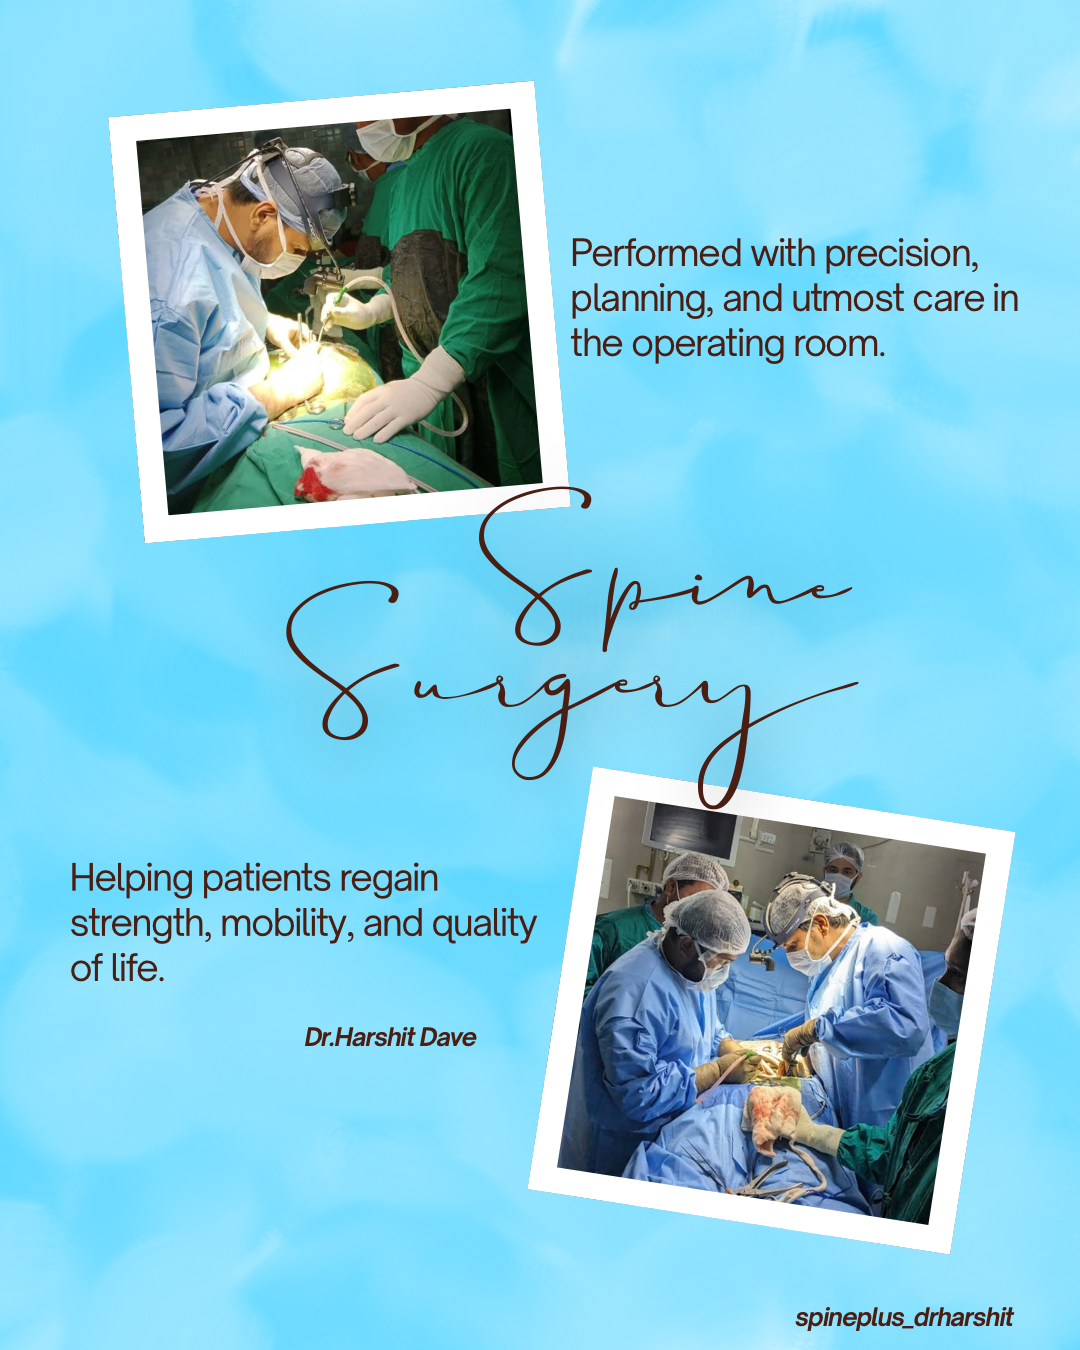 Performed with precision,
planning, and utmost care in
the operating room.
Spine
Surgery
Helping patients regain
strength, mobility, and quality
of life.
Dr.Harshit Dave
spineplus_drharshit